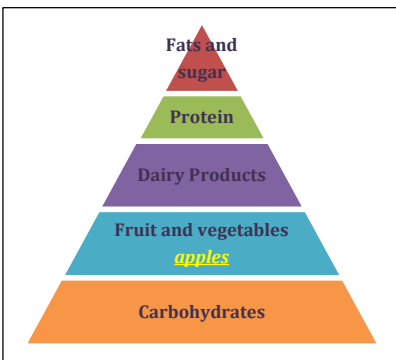 Fats and
sugar
Protein
Dairy Products
Fruit and vegetables
apples
Carbohydrates